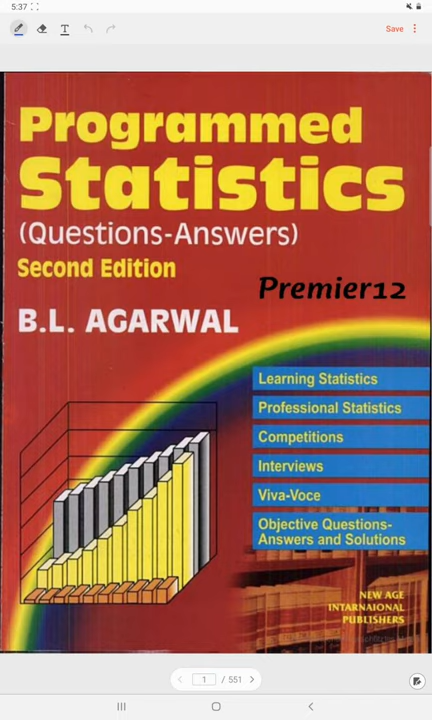 5:37
T
Save
Programmed
Statistics
(Questions-Answers)
Second Edition
Premier12
B.L. AGARWAL
Learning Statistics
Professional Statistics
Competitions
Interviews
Viva-Voce
Objective Questions-
Answers and Solutions
NEW AGE
INTARNAIONAL
PUBLISHERS
1 / 551